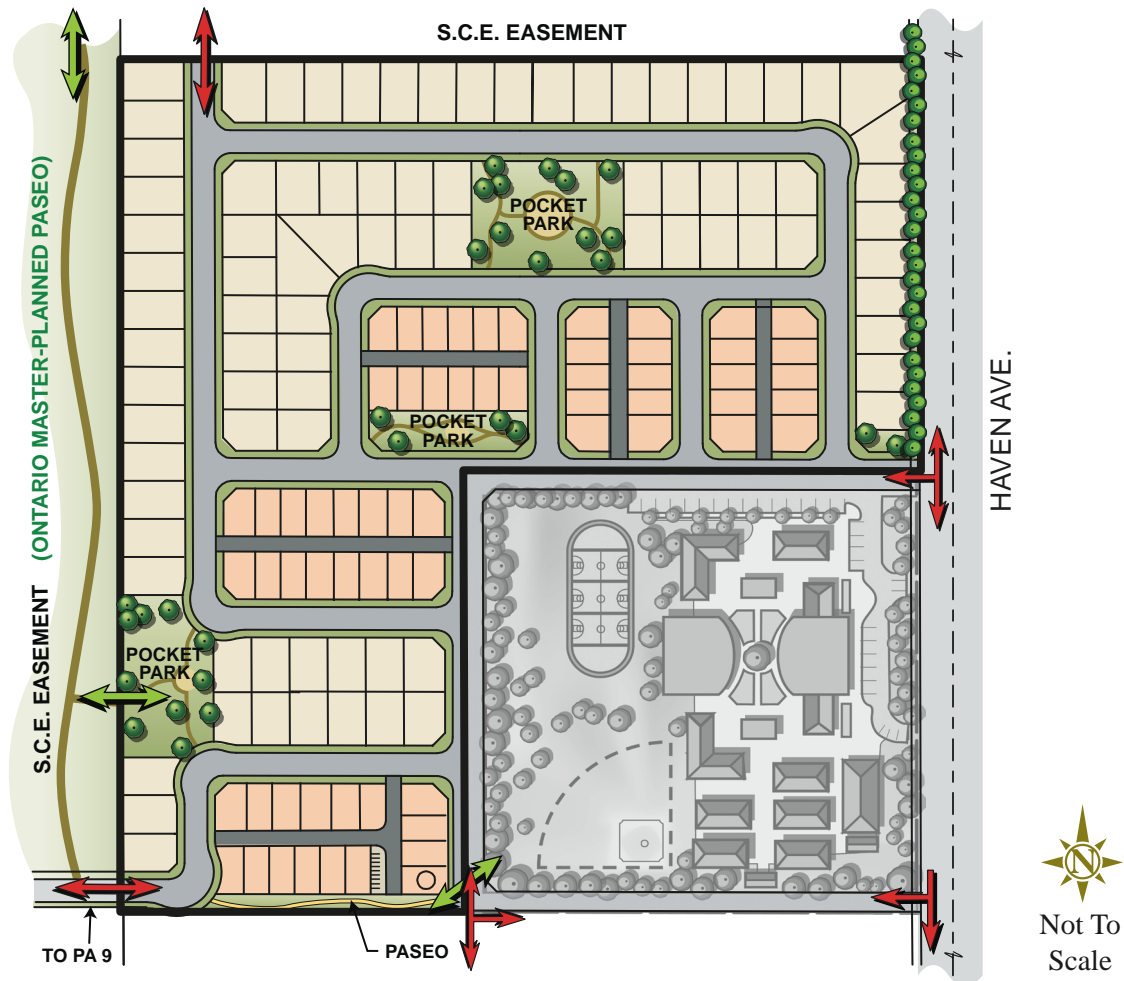 S.C.E. EASEMENT
S.C.E. EASEMENT (ONTARIO MASTER-PLANNED PASEO)
POCKET
PARK
POCKET
PARK
HAVEN AVE.
POCKET
PARK
TO PA 9
PASEO
N
Not To
Scale